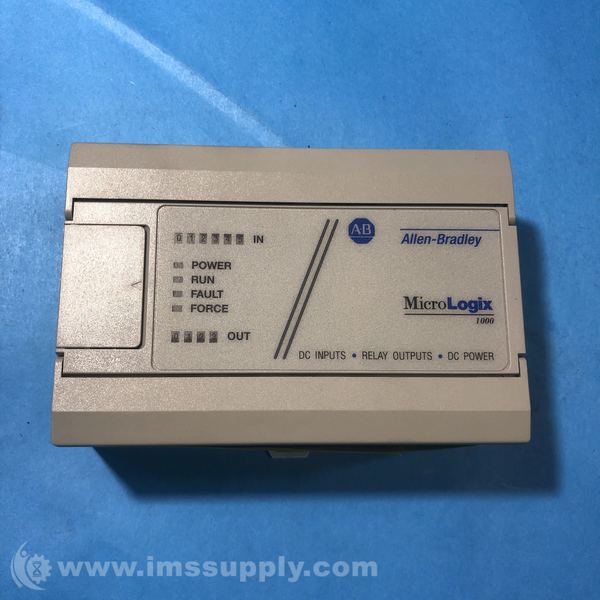 0 1 2 3 4 5 IN
POWER
RUN
FAULT
FORCE
0 1 2 3 OUT
A·B
Allen-Bradley
MicroLogix
1000
DC INPUTS • RELAY OUTPUTS • DC POWER
www.imssupply.com